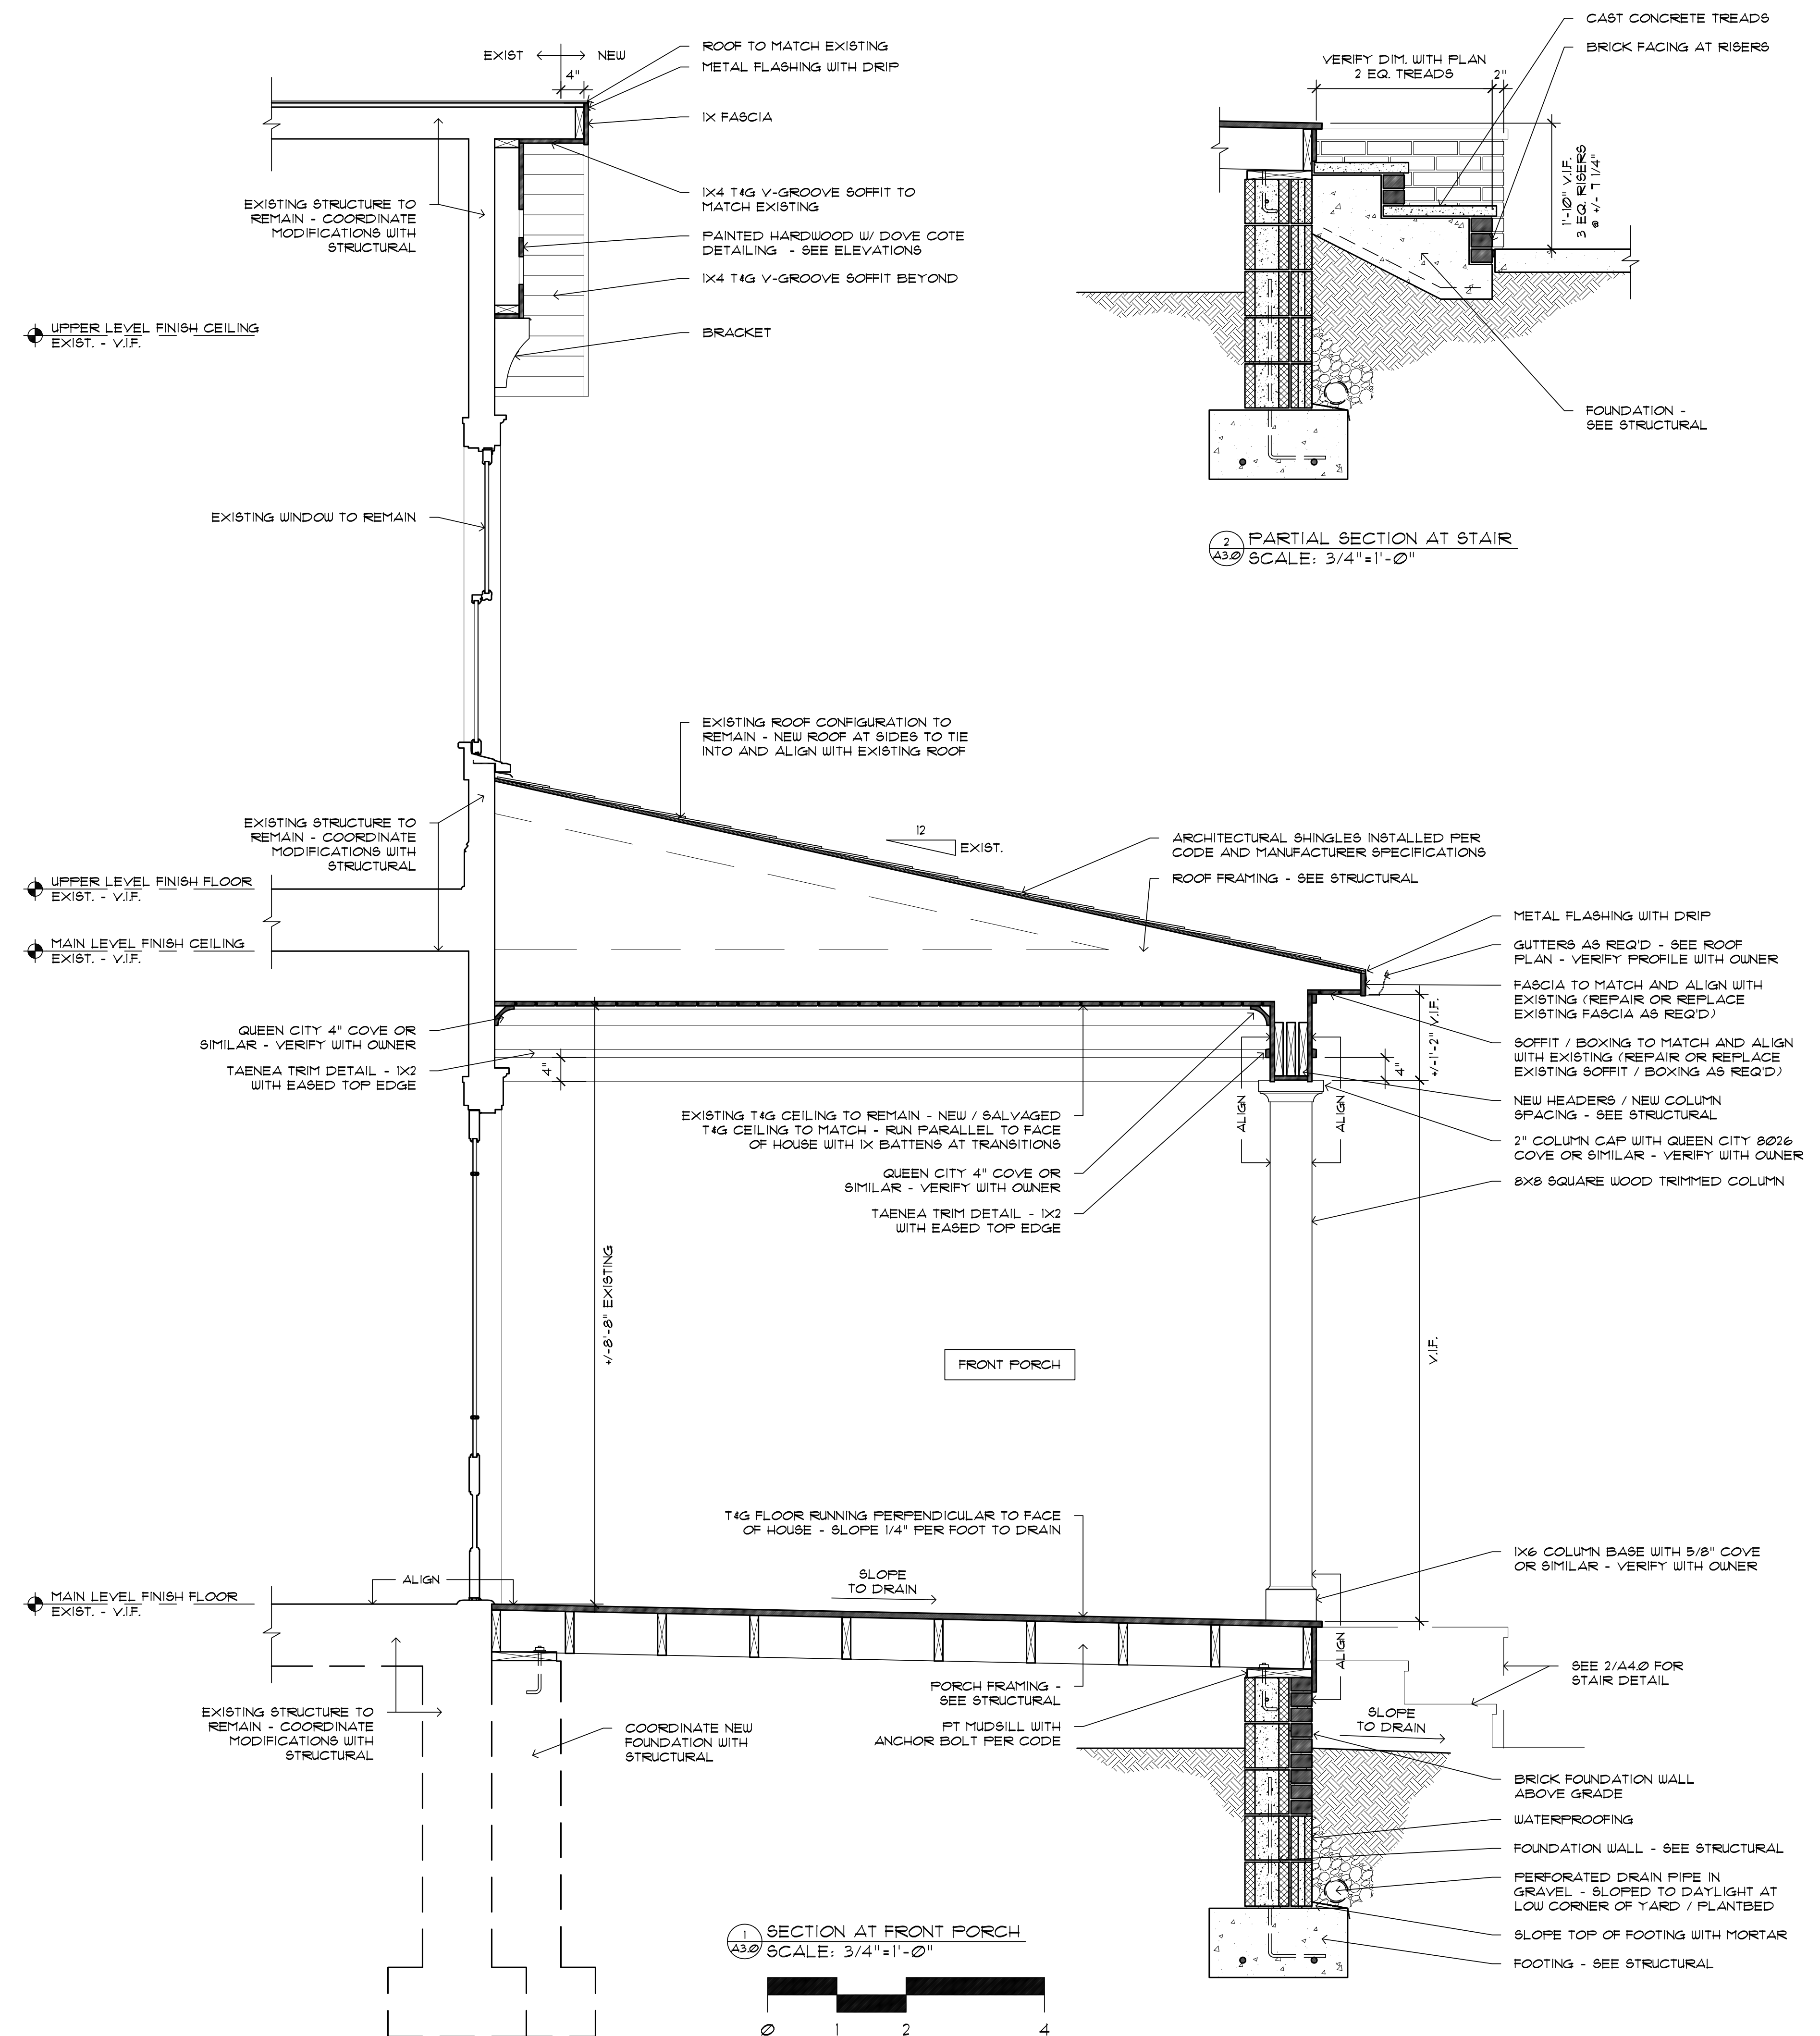 EXIST NEW
4"
ROOF TO MATCH EXISTING
METAL FLASHING WITH DRIP
1X FASCIA
EXISTING STRUCTURE TO
REMAIN - COORDINATE
MODIFICATIONS WITH
STRUCTURAL
1X4 T&G V-GROOVE SOFFIT TO
MATCH EXISTING
PAINTED HARDWOOD W/ DOVE COTE
DETAILING - SEE ELEVATIONS
1X4 T&G V-GROOVE SOFFIT BEYOND
BRACKET
UPPER LEVEL FINISH CEILING
EXIST. - V.I.F.
EXISTING WINDOW TO REMAIN
CAST CONCRETE TREADS
BRICK FACING AT RISERS
VERIFY DIM. WITH PLAN
2 EQ. TREADS
2"
1'-10" V.I.F.
3 EQ. RISERS
@ +/- 7 1/4"
FOUNDATION -
SEE STRUCTURAL
2
A3.0
PARTIAL SECTION AT STAIR
SCALE: 3/4"=1'-0"
EXISTING ROOF CONFIGURATION TO
REMAIN - NEW ROOF AT SIDES TO TIE
INTO AND ALIGN WITH EXISTING ROOF
EXISTING STRUCTURE TO
REMAIN - COORDINATE
MODIFICATIONS WITH
STRUCTURAL
12
EXIST.
ARCHITECTURAL SHINGLES INSTALLED PER
CODE AND MANUFACTURER SPECIFICATIONS
ROOF FRAMING - SEE STRUCTURAL
UPPER LEVEL FINISH FLOOR
EXIST. - V.I.F.
MAIN LEVEL FINISH CEILING
EXIST. - V.I.F.
METAL FLASHING WITH DRIP
GUTTERS AS REQ'D - SEE ROOF
PLAN - VERIFY PROFILE WITH OWNER
FASCIA TO MATCH AND ALIGN WITH
EXISTING (REPAIR OR REPLACE
EXISTING FASCIA AS REQ'D)
SOFFIT / BOXING TO MATCH AND ALIGN
WITH EXISTING (REPAIR OR REPLACE
EXISTING SOFFIT / BOXING AS REQ'D)
NEW HEADERS / NEW COLUMN
SPACING - SEE STRUCTURAL
2" COLUMN CAP WITH QUEEN CITY 8026
COVE OR SIMILAR - VERIFY WITH OWNER
8X8 SQUARE WOOD TRIMMED COLUMN
QUEEN CITY 4" COVE OR
SIMILAR - VERIFY WITH OWNER
TAENEA TRIM DETAIL - 1X2
WITH EASED TOP EDGE
4"
4"
+/-1'-2" V.I.F.
ALIGN
ALIGN
EXISTING T&G CEILING TO REMAIN - NEW / SALVAGED
T&G CEILING TO MATCH - RUN PARALLEL TO FACE
OF HOUSE WITH 1X BATTENS AT TRANSITIONS
QUEEN CITY 4" COVE OR
SIMILAR - VERIFY WITH OWNER
TAENEA TRIM DETAIL - 1X2
WITH EASED TOP EDGE
+/-8'-8" EXISTING
V.I.F.
FRONT PORCH
T&G FLOOR RUNNING PERPENDICULAR TO FACE
OF HOUSE - SLOPE 1/4" PER FOOT TO DRAIN
1X6 COLUMN BASE WITH 5/8" COVE
OR SIMILAR - VERIFY WITH OWNER
ALIGN
SLOPE
TO DRAIN
MAIN LEVEL FINISH FLOOR
EXIST. - V.I.F.
ALIGN
SEE 2/A4.0 FOR
STAIR DETAIL
PORCH FRAMING -
SEE STRUCTURAL
PT MUDSILL WITH
ANCHOR BOLT PER CODE
EXISTING STRUCTURE TO
REMAIN - COORDINATE
MODIFICATIONS WITH
STRUCTURAL
COORDINATE NEW
FOUNDATION WITH
STRUCTURAL
SLOPE
TO DRAIN
BRICK FOUNDATION WALL
ABOVE GRADE
WATERPROOFING
FOUNDATION WALL - SEE STRUCTURAL
PERFORATED DRAIN PIPE IN
GRAVEL - SLOPED TO DAYLIGHT AT
LOW CORNER OF YARD / PLANTBED
SLOPE TOP OF FOOTING WITH MORTAR
FOOTING - SEE STRUCTURAL
1
A3.0
SECTION AT FRONT PORCH
SCALE: 3/4"=1'-0"
0 1 2 4